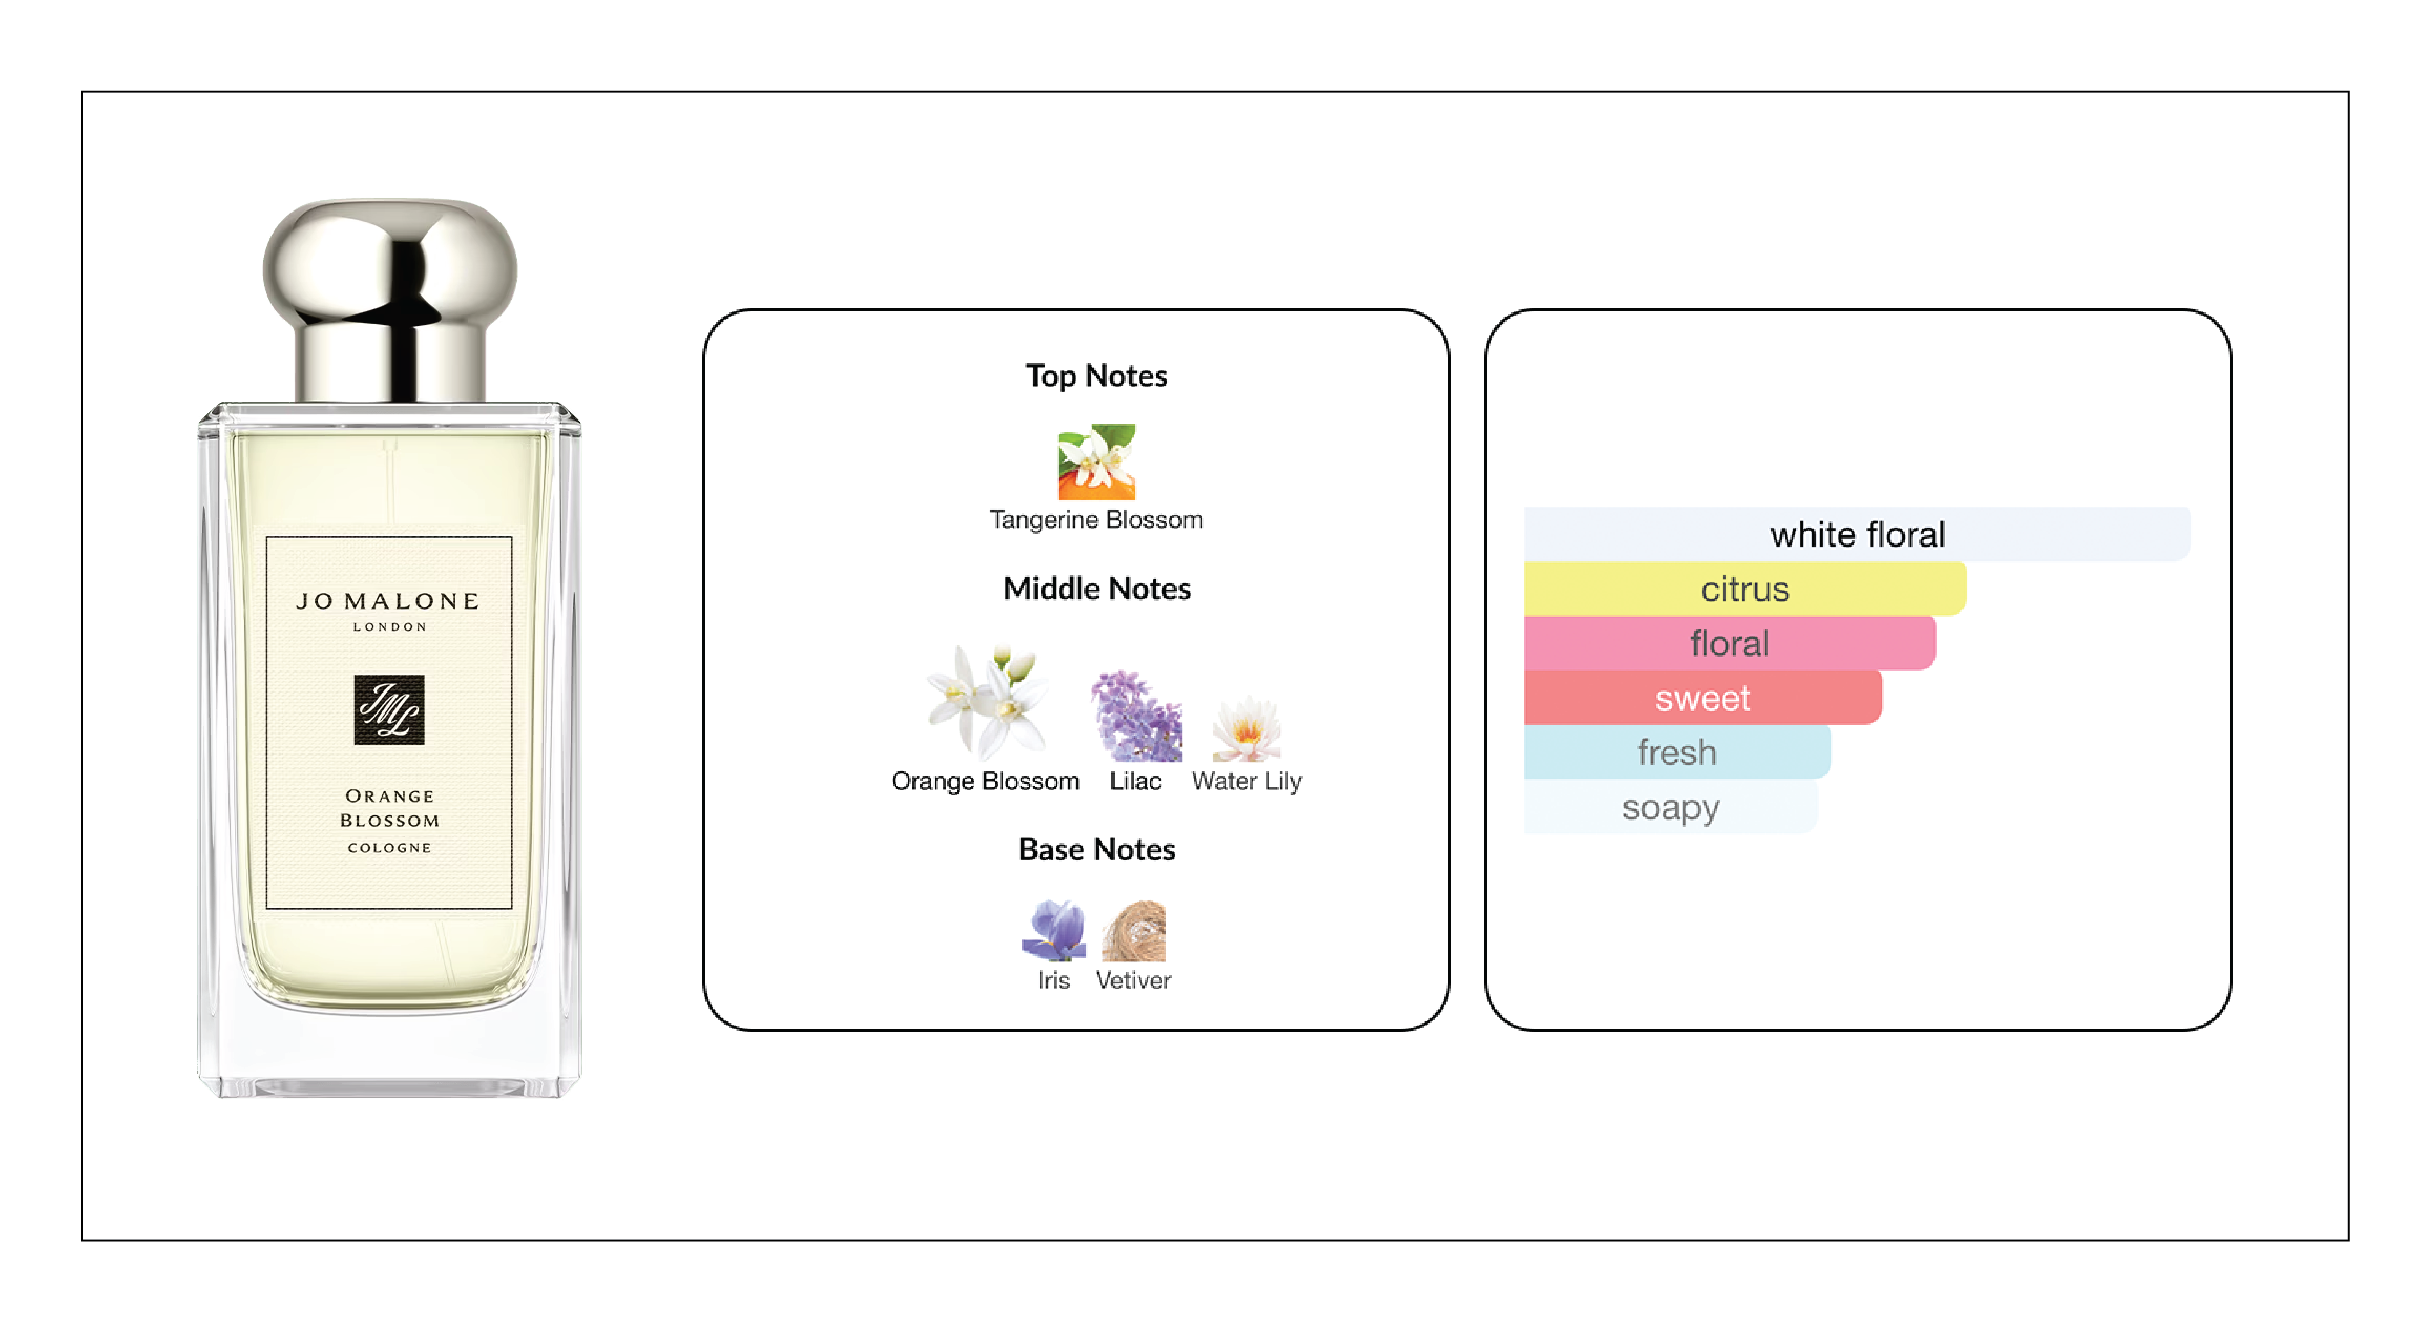 JO MALONE
LONDON
JML
ORANGE
BLOSSOM
COLOGNE
Top Notes
Tangerine Blossom
Middle Notes
Orange Blossom Lilac Water Lily
Base Notes
Iris Vetiver
white floral
citrus
floral
sweet
fresh
soapy